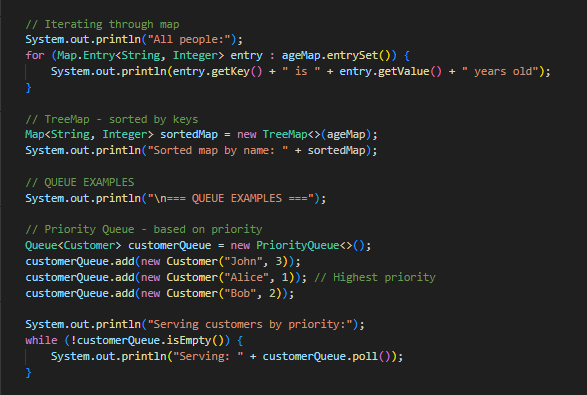 // Iterating through map
System.out.println("All people:");
for (Map.Entry<String, Integer> entry : ageMap.entrySet()) {
    System.out.println(entry.getKey() + " is " + entry.getValue() + " years old");
}

// TreeMap - sorted by keys
Map<String, Integer> sortedMap = new TreeMap<>(ageMap);
System.out.println("Sorted map by name: " + sortedMap);

// QUEUE EXAMPLES
System.out.println("\n=== QUEUE EXAMPLES ===");

// Priority Queue - based on priority
Queue<Customer> customerQueue = new PriorityQueue<>();
customerQueue.add(new Customer("John", 3));
customerQueue.add(new Customer("Alice", 1)); // Highest priority
customerQueue.add(new Customer("Bob", 2));

System.out.println("Serving customers by priority:");
while (!customerQueue.isEmpty()) {
    System.out.println("Serving: " + customerQueue.poll());
}